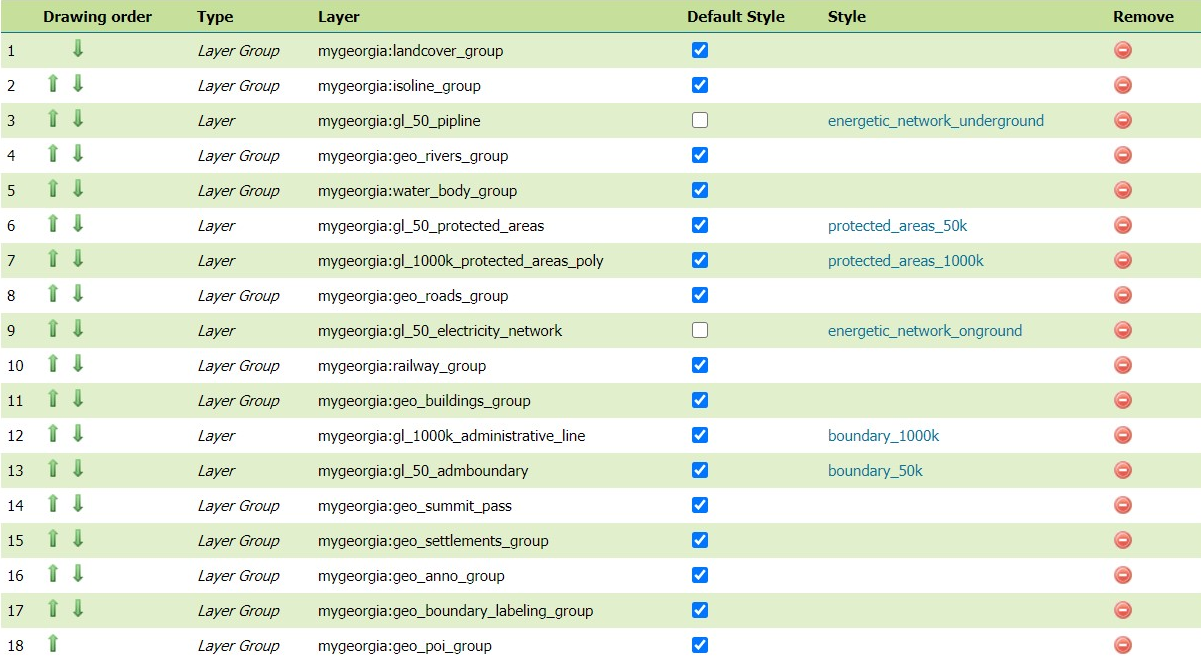 Drawing order Type Layer Default Style Style Remove
1 Layer Group mygeorgia:landcover_group
2 Layer Group mygeorgia:isoline_group
3 Layer mygeorgia:gl_50_pipline energetic_network_underground
4 Layer Group mygeorgia:geo_rivers_group
5 Layer Group mygeorgia:water_body_group
6 Layer mygeorgia:gl_50_protected_areas protected_areas_50k
7 Layer mygeorgia:gl_1000k_protected_areas_poly protected_areas_1000k
8 Layer Group mygeorgia:geo_roads_group
9 Layer mygeorgia:gl_50_electricity_network energetic_network_onground
10 Layer Group mygeorgia:railway_group
11 Layer Group mygeorgia:geo_buildings_group
12 Layer mygeorgia:gl_1000k_administrative_line boundary_1000k
13 Layer mygeorgia:gl_50_admboundary boundary_50k
14 Layer Group mygeorgia:geo_summit_pass
15 Layer Group mygeorgia:geo_settlements_group
16 Layer Group mygeorgia:geo_anno_group
17 Layer Group mygeorgia:geo_boundary_labeling_group
18 Layer Group mygeorgia:geo_poi_group